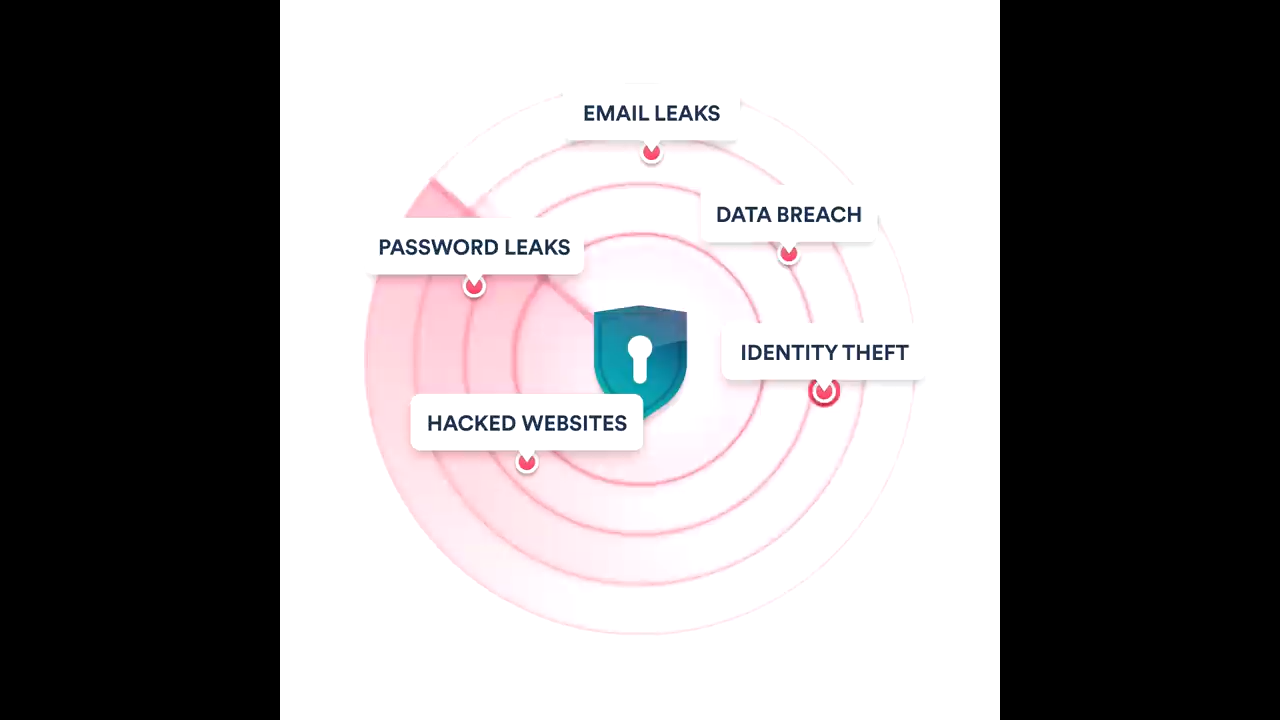 EMAIL LEAKS
DATA BREACH
PASSWORD LEAKS
IDENTITY THEFT
HACKED WEBSITES